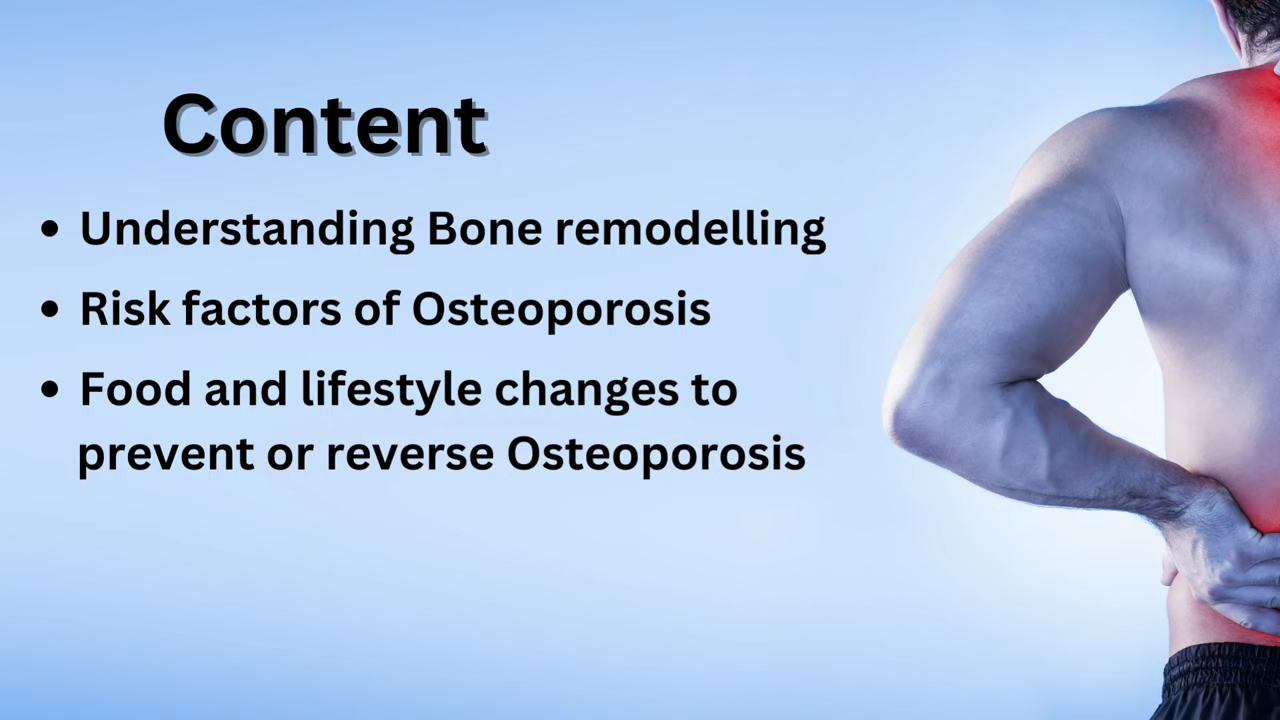 Content
• Understanding Bone remodelling
• Risk factors of Osteoporosis
• Food and lifestyle changes to
prevent or reverse Osteoporosis